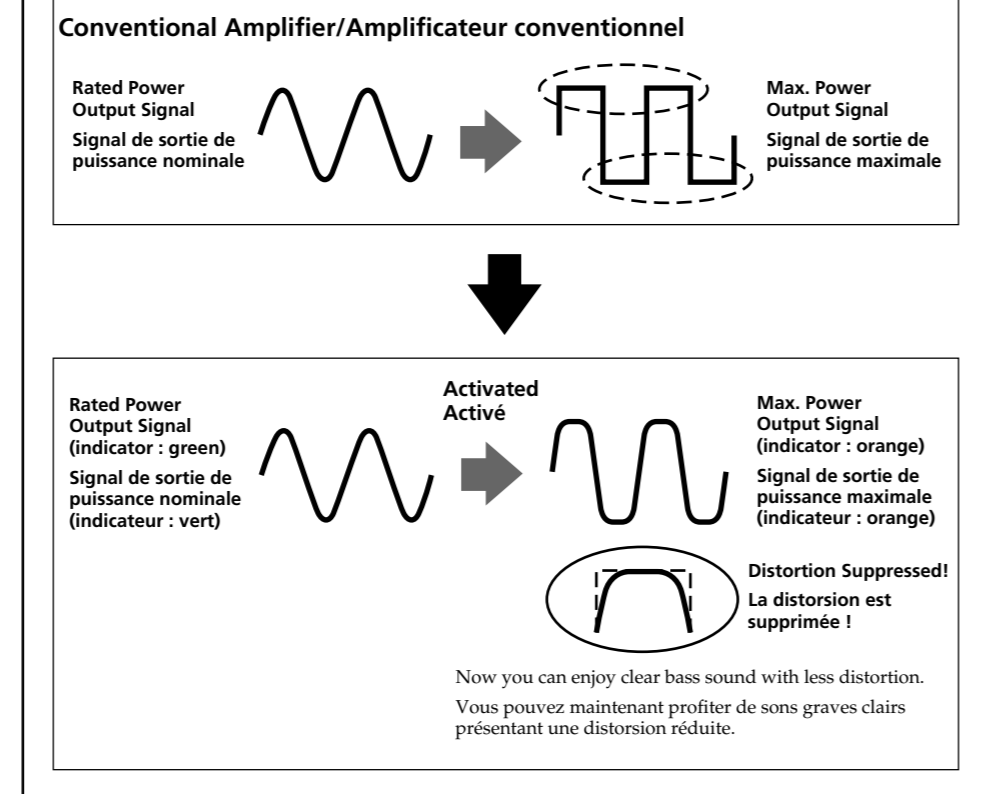 Conventional Amplifier/Amplificateur conventionnel
Rated Power
Output Signal
Signal de sortie de
puissance nominale
Max. Power
Output Signal
Signal de sortie de
puissance maximale
Rated Power
Output Signal
(indicator : green)
Signal de sortie de
puissance nominale
(indicateur : vert)
Activated
Activé
Max. Power
Output Signal
(indicator : orange)
Signal de sortie de
puissance maximale
(indicateur : orange)
Distortion Suppressed!
La distorsion est
supprimée !
Now you can enjoy clear bass sound with less distortion.
Vous pouvez maintenant profiter de sons graves clairs
présentant une distorsion réduite.